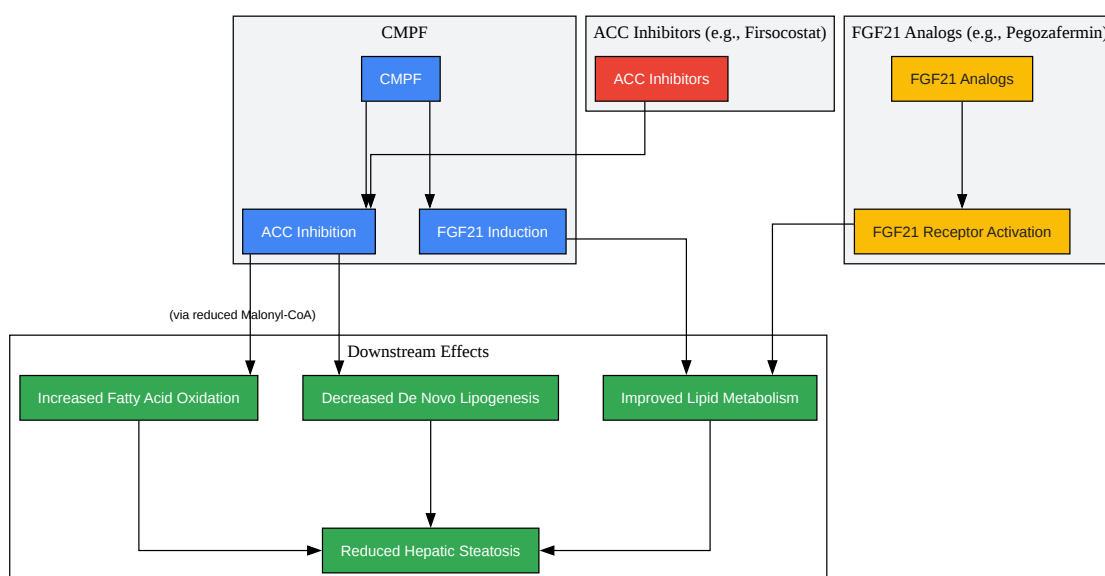 CMPF
ACC Inhibitors (e.g., Firsocostat)
FGF21 Analogs (e.g., Pegozafermin)
CMPF
ACC Inhibitors
FGF21 Analogs
ACC Inhibition
FGF21 Induction
FGF21 Receptor Activation
(via reduced Malonyl-CoA)
Downstream Effects
Increased Fatty Acid Oxidation
Decreased De Novo Lipogenesis
Improved Lipid Metabolism
Reduced Hepatic Steatosis